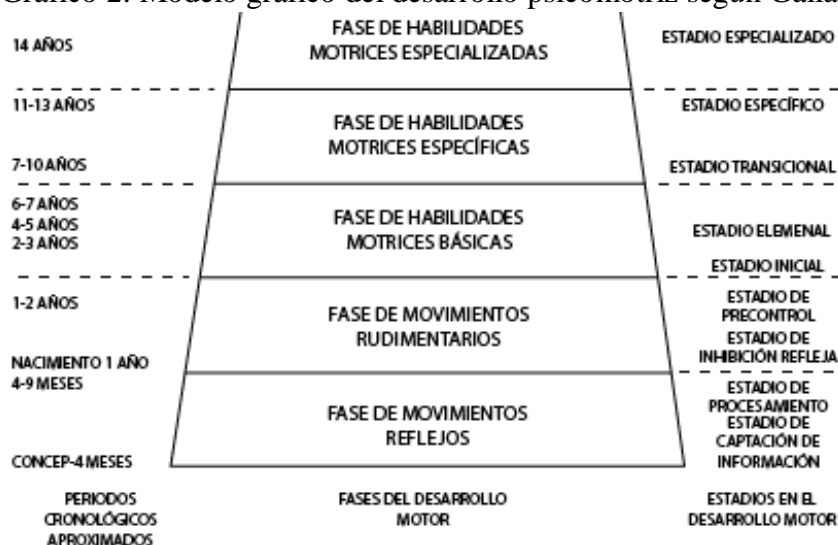 Gráfico 2. Modelo gráfico del desarrollo psicomotriz según
14 AÑOS
FASE DE HABILIDADES
MOTRICES ESPECIALIZADAS
ESTADIO ESPECIALIZADO
11-13 AÑOS
ESTADIO ESPECÍFICO
FASE DE HABILIDADES
MOTRICES ESPECÍFICAS
7-10 AÑOS
ESTADIO TRANSICIONAL
6-7 AÑOS
4-5 AÑOS
2-3 AÑOS
FASE DE HABILIDADES
MOTRICES BÁSICAS
ESTADIO ELEMENAL
ESTADIO INICIAL
1-2 AÑOS
FASE DE MOVIMIENTOS
RUDIMENTARIOS
ESTADIO DE
PRECONTROL
ESTADIO DE
INHIBICIÓN REFLEJA
NACIMIENTO 1 AÑO
4-9 MESES
FASE DE MOVIMIENTOS
REFLEJOS
ESTADIO DE
PROCESAMIENTO
ESTADIO DE
CAPTACIÓN DE
INFORMACIÓN
CONCEP-4 MESES
PERIODOS
CRONOLÓGICOS
APROXIMADOS
FASES DEL DESARROLLO
MOTOR
ESTADIOS EN EL
DESARROLLO MOTOR